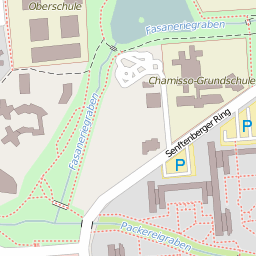 Oberschule
Fasaneriegraben
Chamisso-Grundschule
Fasaneriegraben
Senftenberger Ring
P
P
Packereigraben